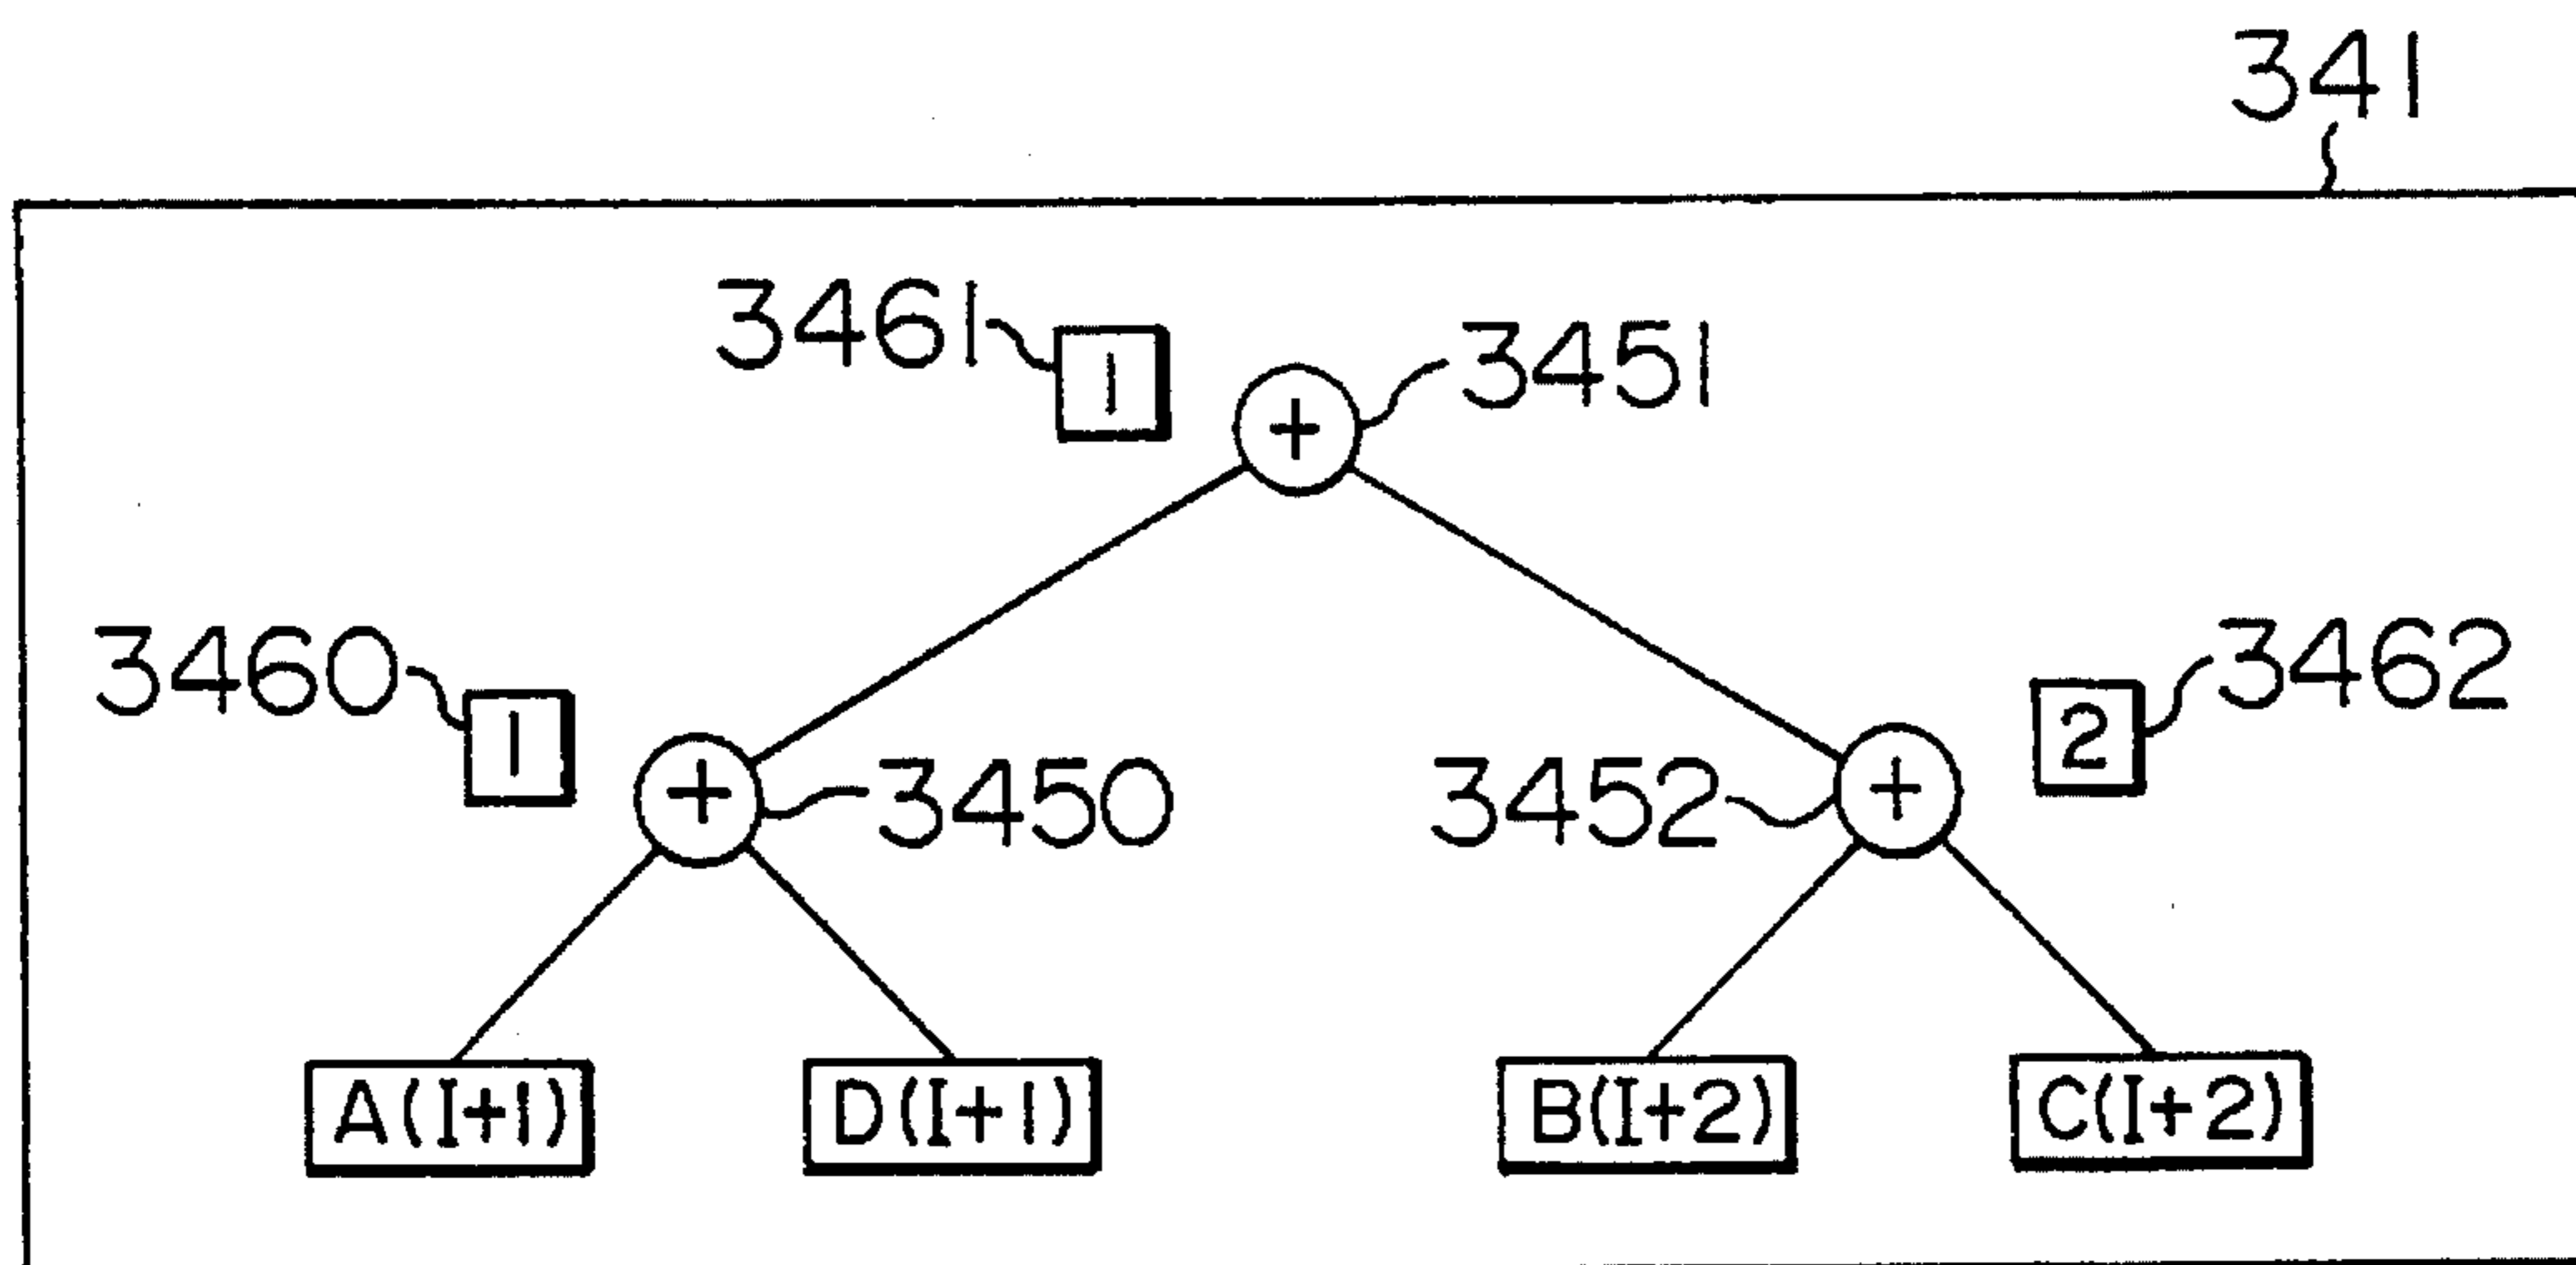 341
3461 1 + 3451
3460 1 + 3450 3452 + 2 3462
A(I+1) D(I+1) B(I+2) C(I+2)